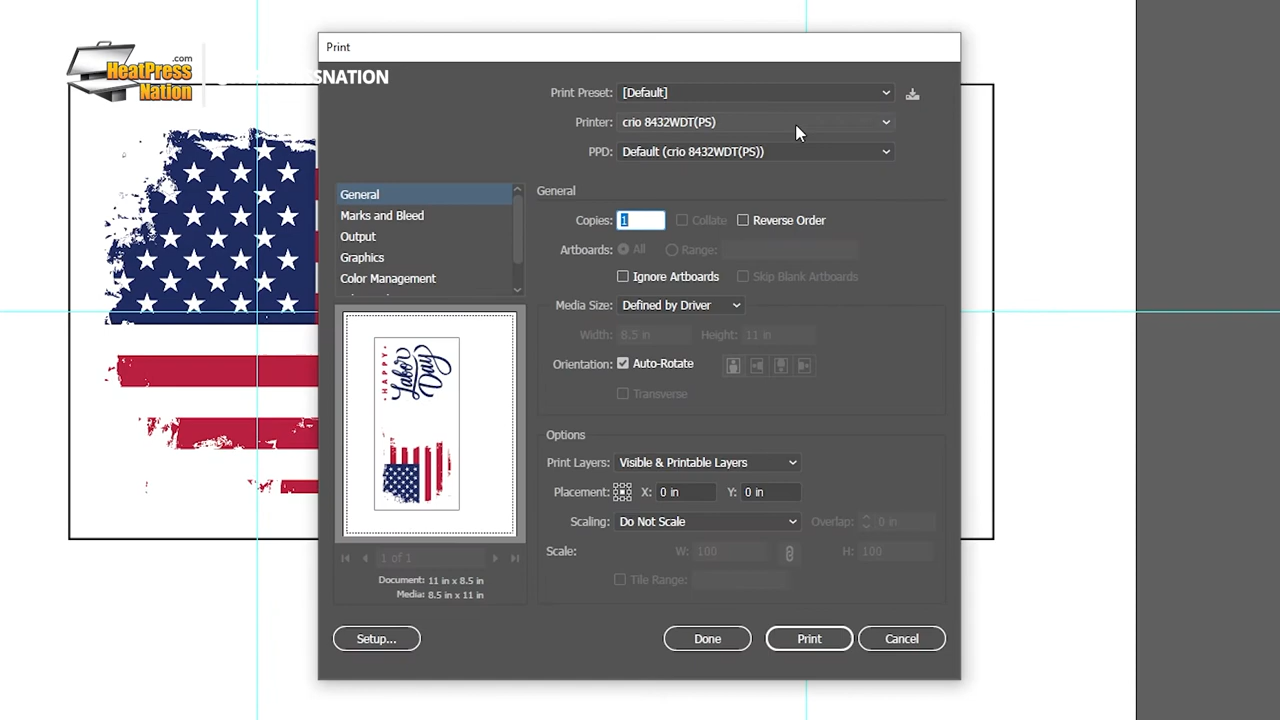 Print
.com
HeatPress
Nation
SNATION
Print Preset: [Default]
Printer: crio 8432WDT(PS)
PPD: Default (crio 8432WDT(PS))
General
Marks and Bleed
Output
Graphics
Color Management
General
Copies: 1 Collate Reverse Order
Artboards: All Range:
Ignore Artboards Skip Blank Artboards
Media Size: Defined by Driver
Width: 8.5 in Height: 11 in
Orientation: Auto-Rotate
Transverse
HAPPY
Labor
Day
Options
Print Layers: Visible & Printable Layers
Placement: X: 0 in Y: 0 in
Scaling: Do Not Scale Overlap: 0 in
Scale: W: 100 H: 100
Tile Range:
1 of 1
Document: 11 in x 8.5 in
Media: 8.5 in x 11 in
Setup... Done Print Cancel